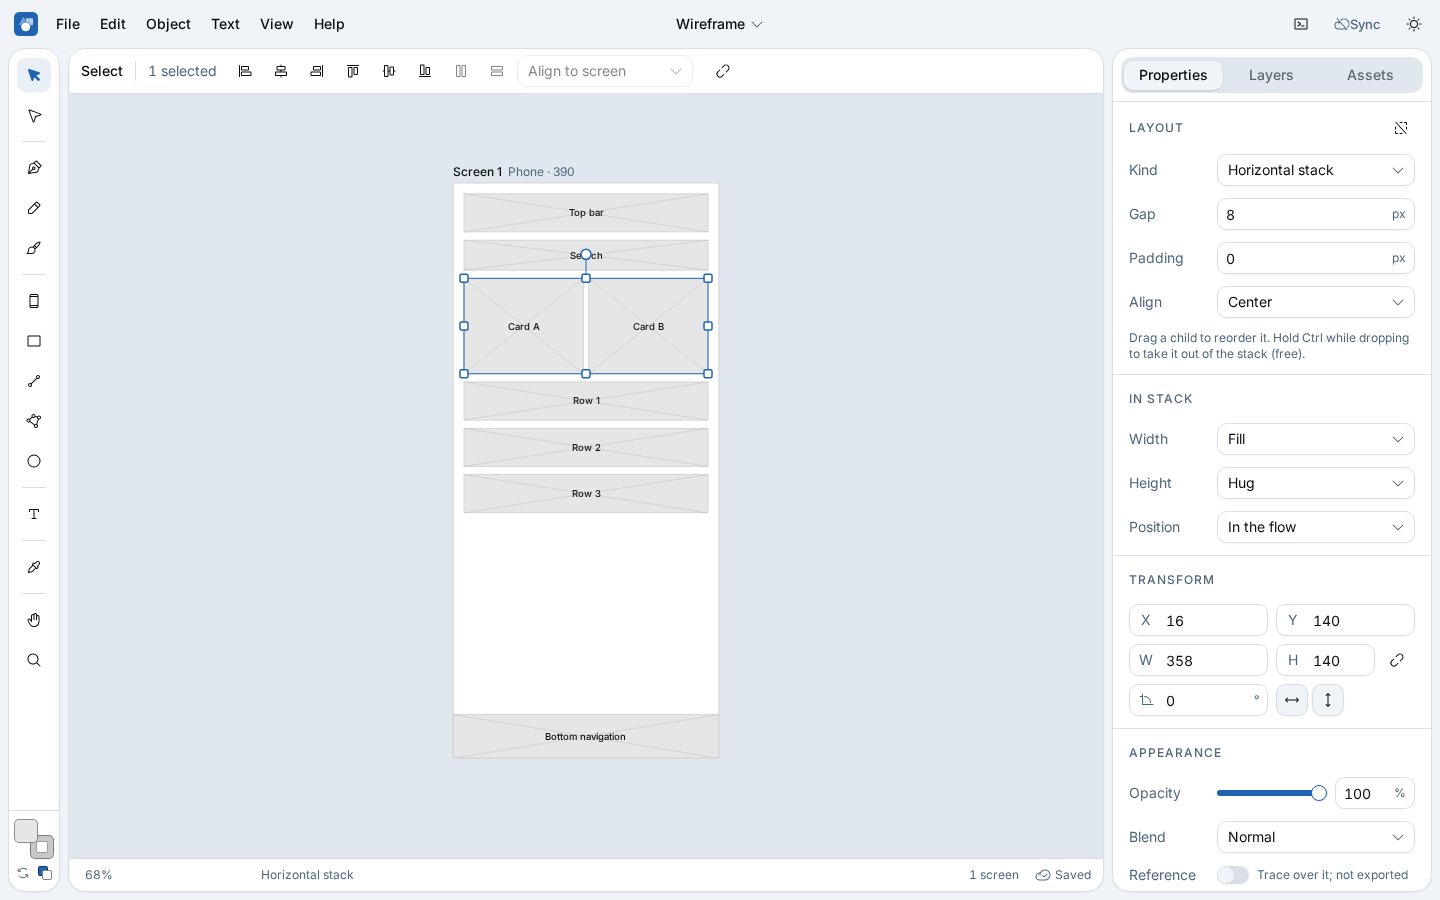 File Edit Object Text View Help
Wireframe
Sync
Select 1 selected Align to screen
Properties Layers Assets
Screen 1 Phone · 390
Top bar
Card A Card B
Row 1
Row 2
Row 3
Bottom navigation
68% Horizontal stack 1 screen Saved
LAYOUT
Kind Horizontal stack
Gap 8 px
Padding 0 px
Align Center
Drag a child to reorder it. Hold Ctrl while dropping
to take it out of the stack (free).
IN STACK
Width Fill
Height Hug
Position In the flow
TRANSFORM
X 16 Y 140
W 358 H 140
0 °
APPEARANCE
Opacity 100 %
Blend Normal
Reference Trace over it; not exported